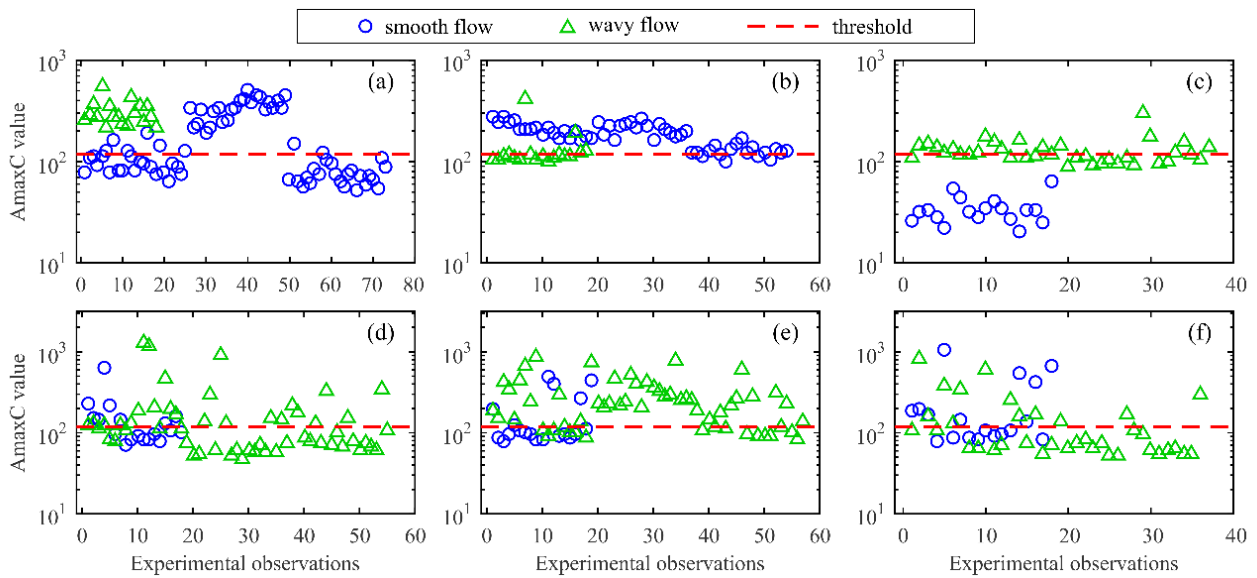 smooth flow wavy flow threshold
AmaxC value
10³
10²
10¹
(a)
0 10 20 30 40 50 60 70 80
10³
10²
10¹
(b)
0 10 20 30 40 50 60
10³
10²
10¹
(c)
0 20 40
AmaxC value
10³
10²
10¹
(d)
0 10 20 30 40 50 60
Experimental observations
10³
10²
10¹
(e)
0 10 20 30 40 50 60
Experimental observations
10³
10²
10¹
(f)
0 10 20 30 40
Experimental observations